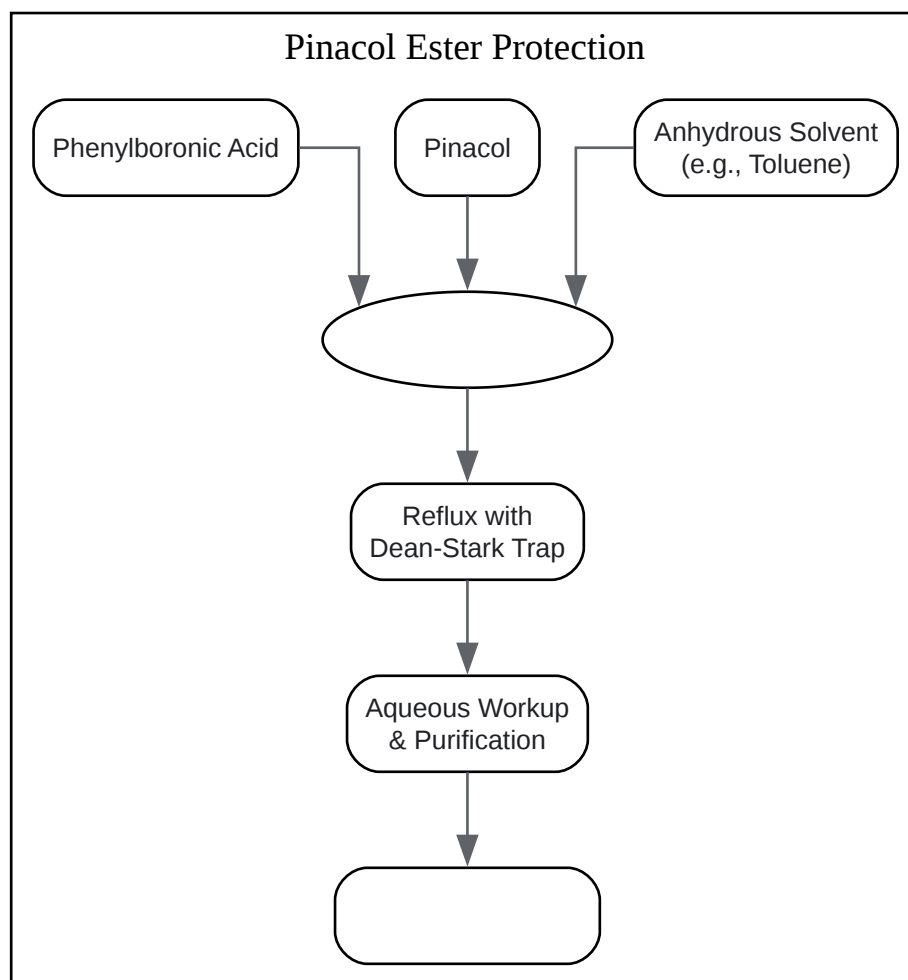 Pinacol Ester Protection
Phenylboronic Acid
Pinacol
Anhydrous Solvent
(e.g., Toluene)
Reflux with
Dean-Stark Trap
Aqueous Workup
& Purification